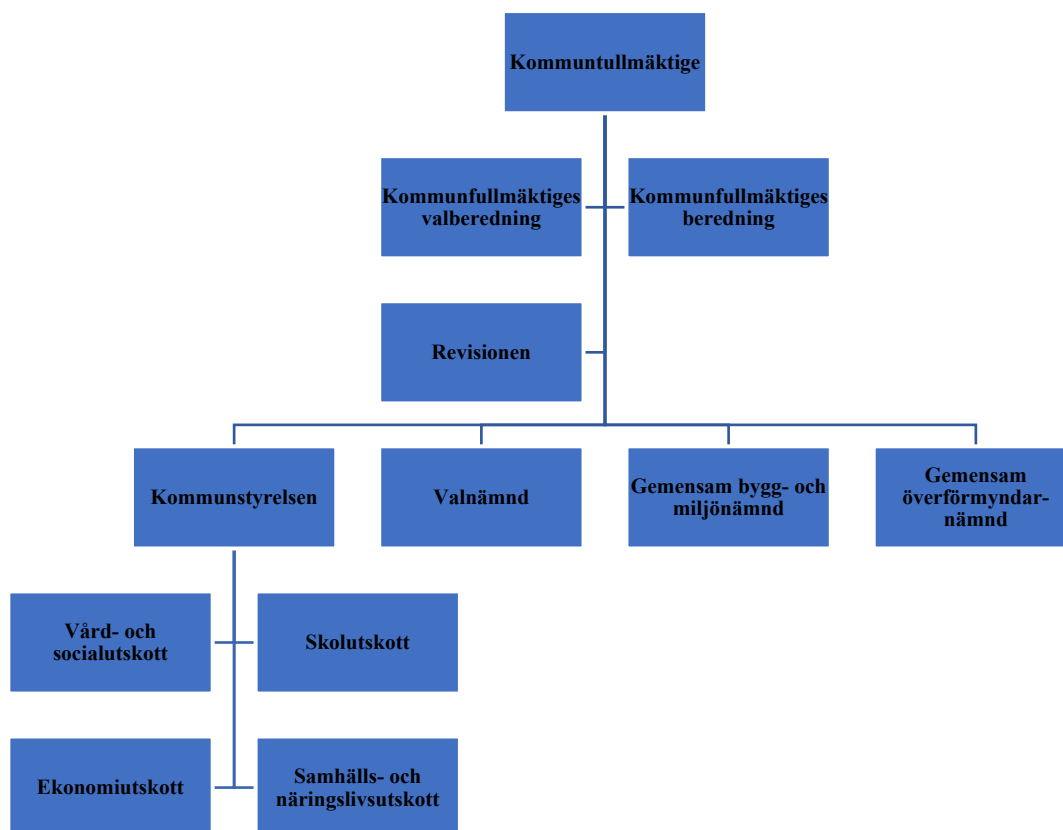 Kommuntullmäktige
Kommunfullmäktiges
valberedning
Kommunfullmäktiges
beredning
Revisionen
Kommunstyrelsen
Valnämnd
Gemensam bygg- och
miljönämnd
Gemensam
överförmyndar-
nämnd
Vård- och
socialutskott
Skolutskott
Ekonomiutskott
Samhälls- och
näringslivsutskott